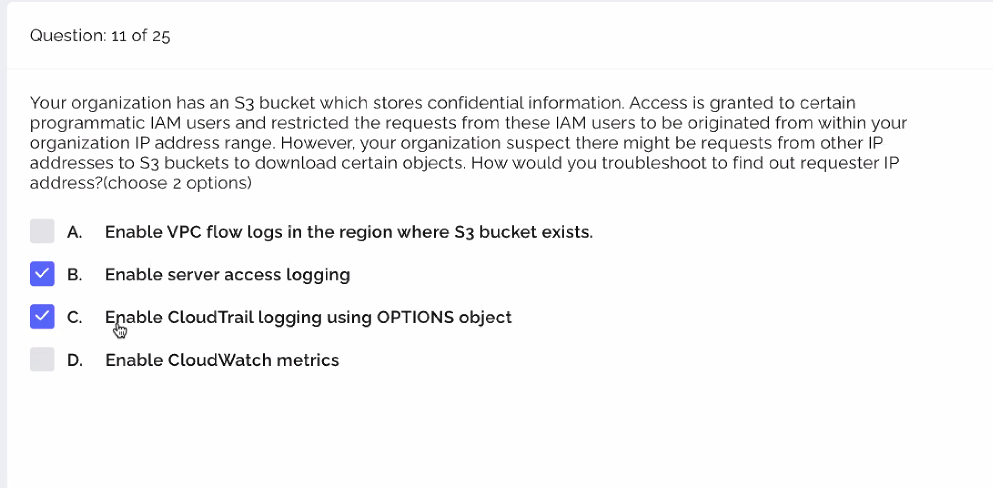 Question: 11 of 25
Your organization has an S3 bucket which stores confidential information. Access is granted to certain
programmatic IAM users and restricted the requests from these IAM users to be originated from within your
organization IP address range. However, your organization suspect there might be requests from other IP
addresses to S3 buckets to download certain objects. How would you troubleshoot to find out requester IP
address?(choose 2 options)
A. Enable VPC flow logs in the region where S3 bucket exists.
B. Enable server access logging
C. Enable CloudTrail logging using OPTIONS object
D. Enable CloudWatch metrics